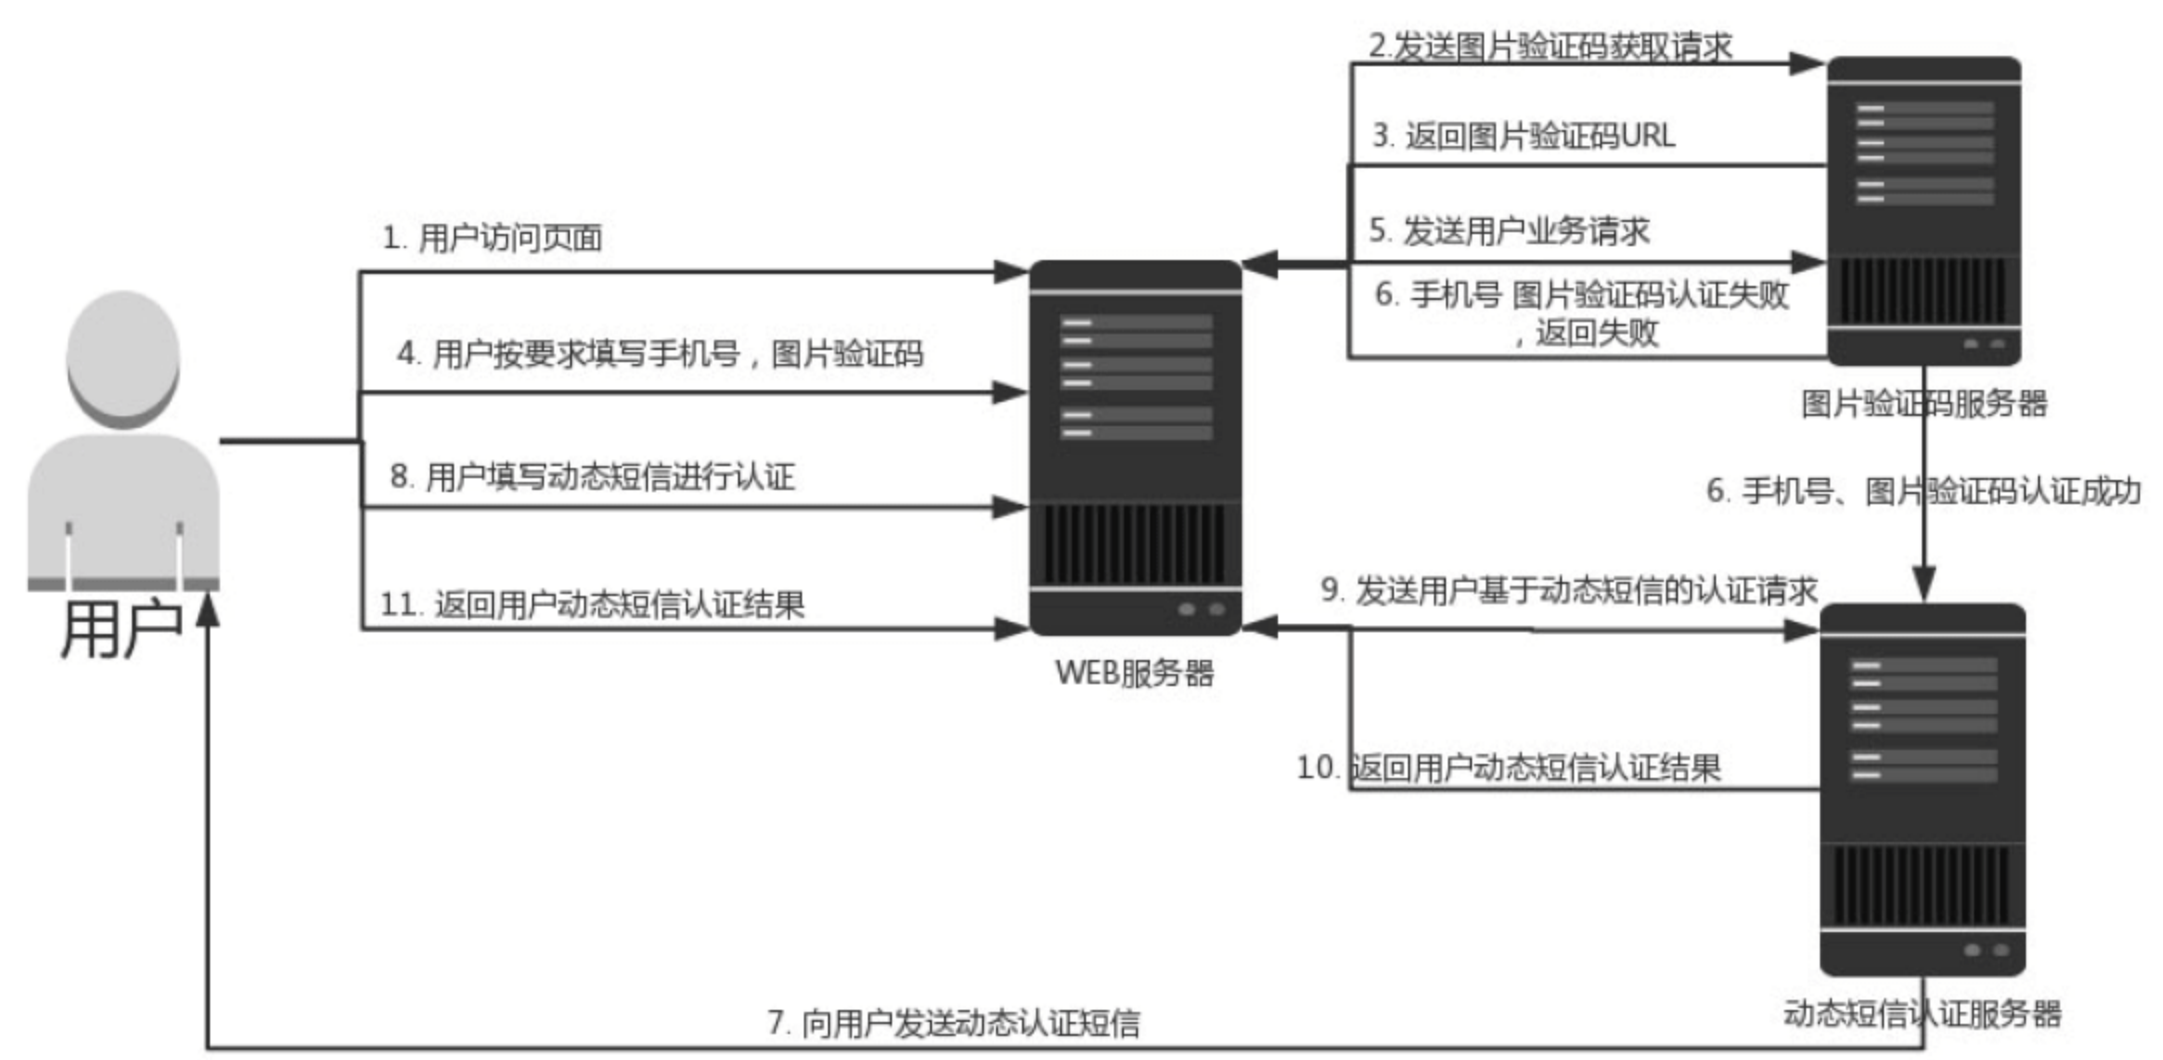 2.发送图片验证码获取请求
3. 返回图片验证码URL
1. 用户访问页面
5. 发送用户业务请求
6. 手机号 图片验证码认证失败
，返回失败
4. 用户按要求填写手机号，图片验证码
图片验证码服务器
8. 用户填写动态短信进行认证
6. 手机号、图片验证码认证成功
9. 发送用户基于动态短信的认证请求
11. 返回用户动态短信认证结果
用户
WEB服务器
10. 返回用户动态短信认证结果
动态短信认证服务器
7. 向用户发送动态认证短信